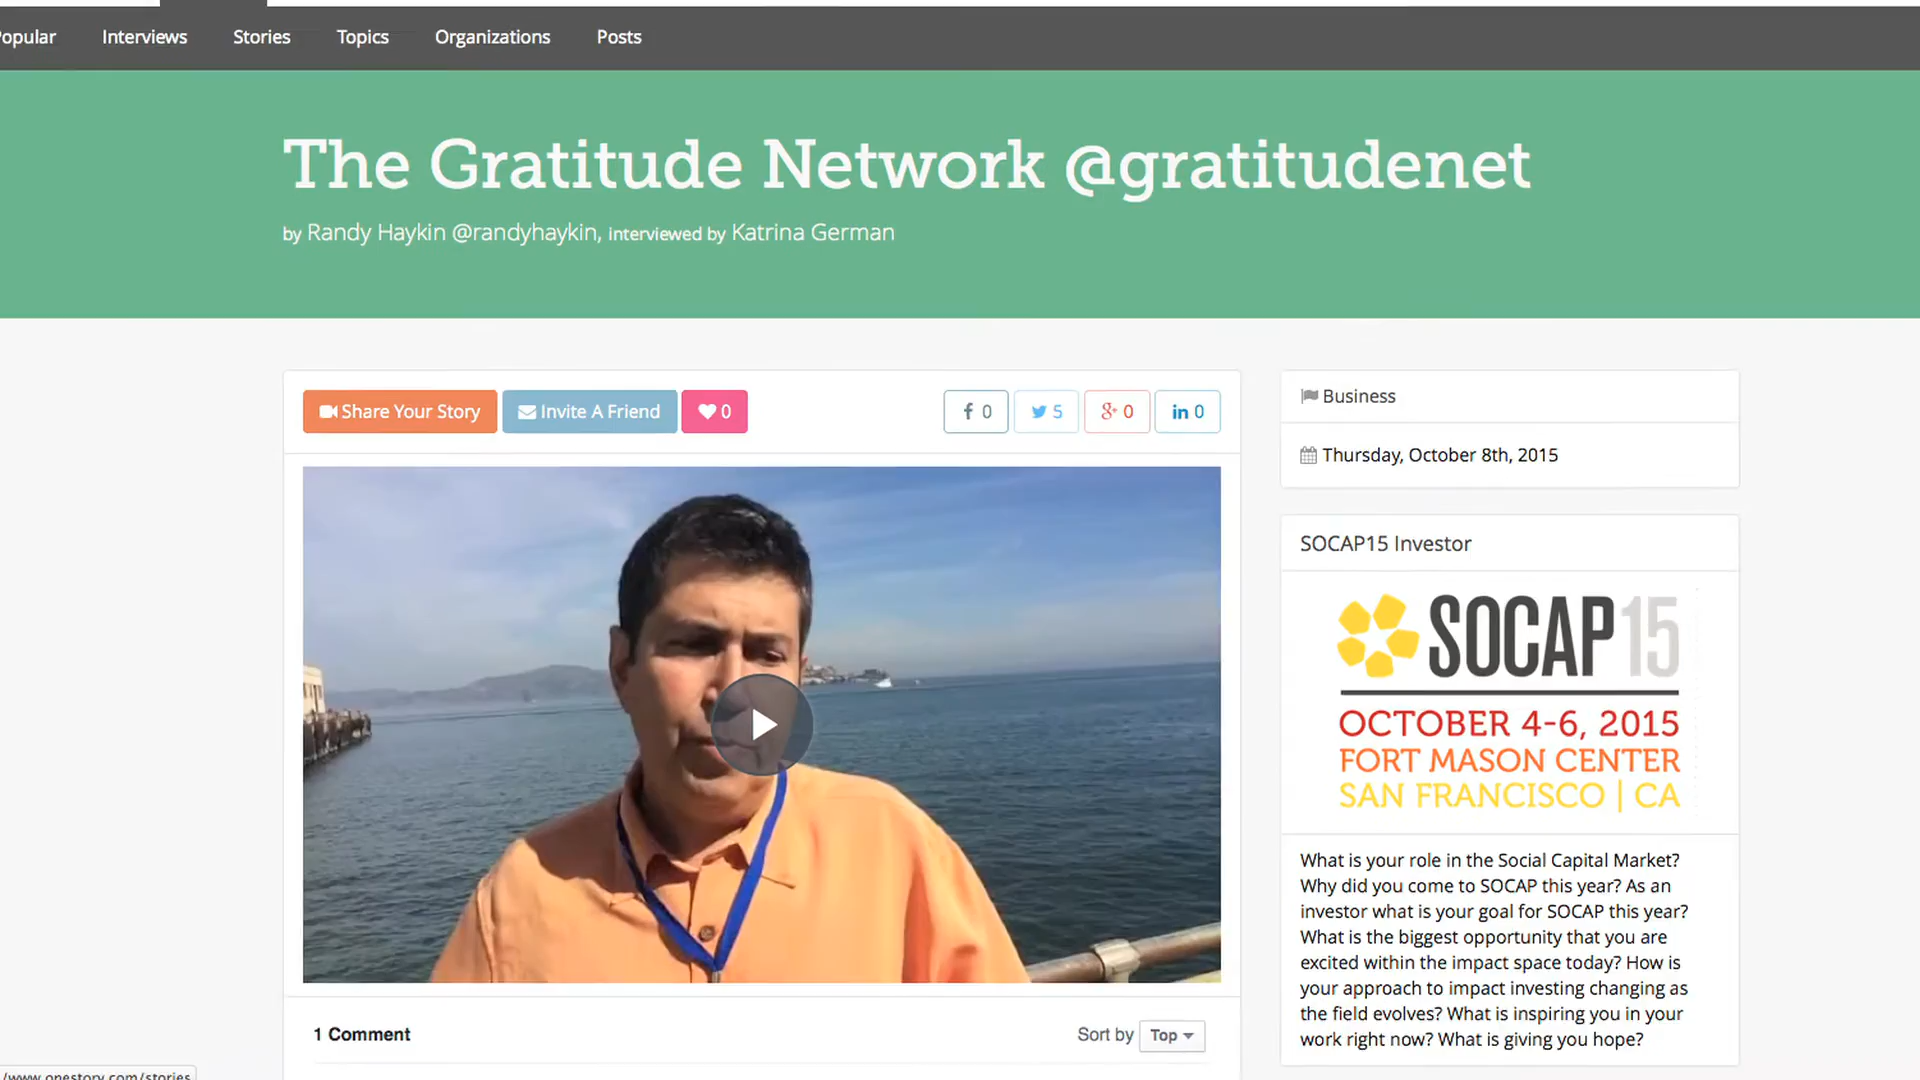 Interviews
Stories
Topics
Organizations
Posts
The Gratitude Network @gratitudenet
by Randy Haykin @randyhaykin, interviewed by Katrina German
Share Your Story
Invite A Friend
0
0
5
0
0
Business
Thursday, October 8th, 2015
SOCAP15 Investor
SOCAP15
OCTOBER 4-6, 2015
FORT MASON CENTER
SAN FRANCISCO | CA
What is your role in the Social Capital Market?
Why did you come to SOCAP this year? As an
investor what is your goal for SOCAP this year?
What is the biggest opportunity that you are
excited within the impact space today? How is
your approach to impact investing changing as
the field evolves? What is inspiring you in your
work right now? What is giving you hope?
1 Comment
Sort by Top
/www.onestory.com/stories